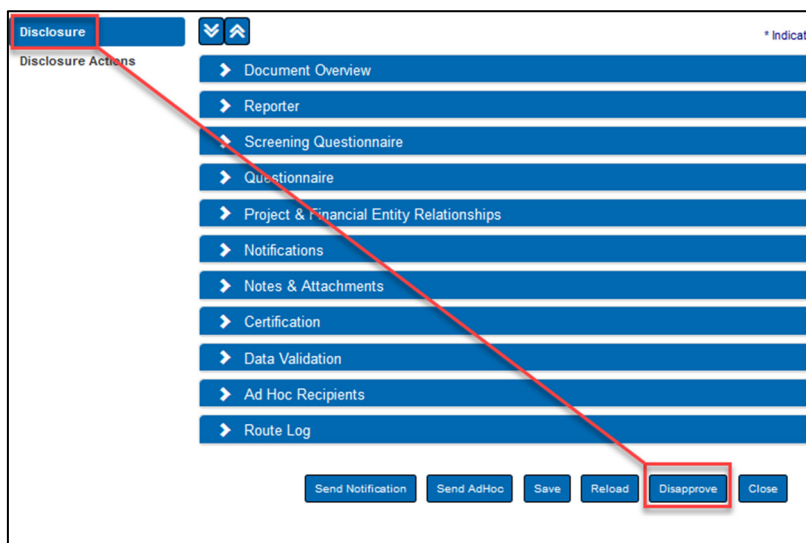 Disclosure
* Indicat
Disclosure Actions
Document Overview
Reporter
Screening Questionnaire
Questionnaire
Project & Financial Entity Relationships
Notifications
Notes & Attachments
Certification
Data Validation
Ad Hoc Recipients
Route Log
Send Notification Send AdHoc Save Reload Disapprove Close